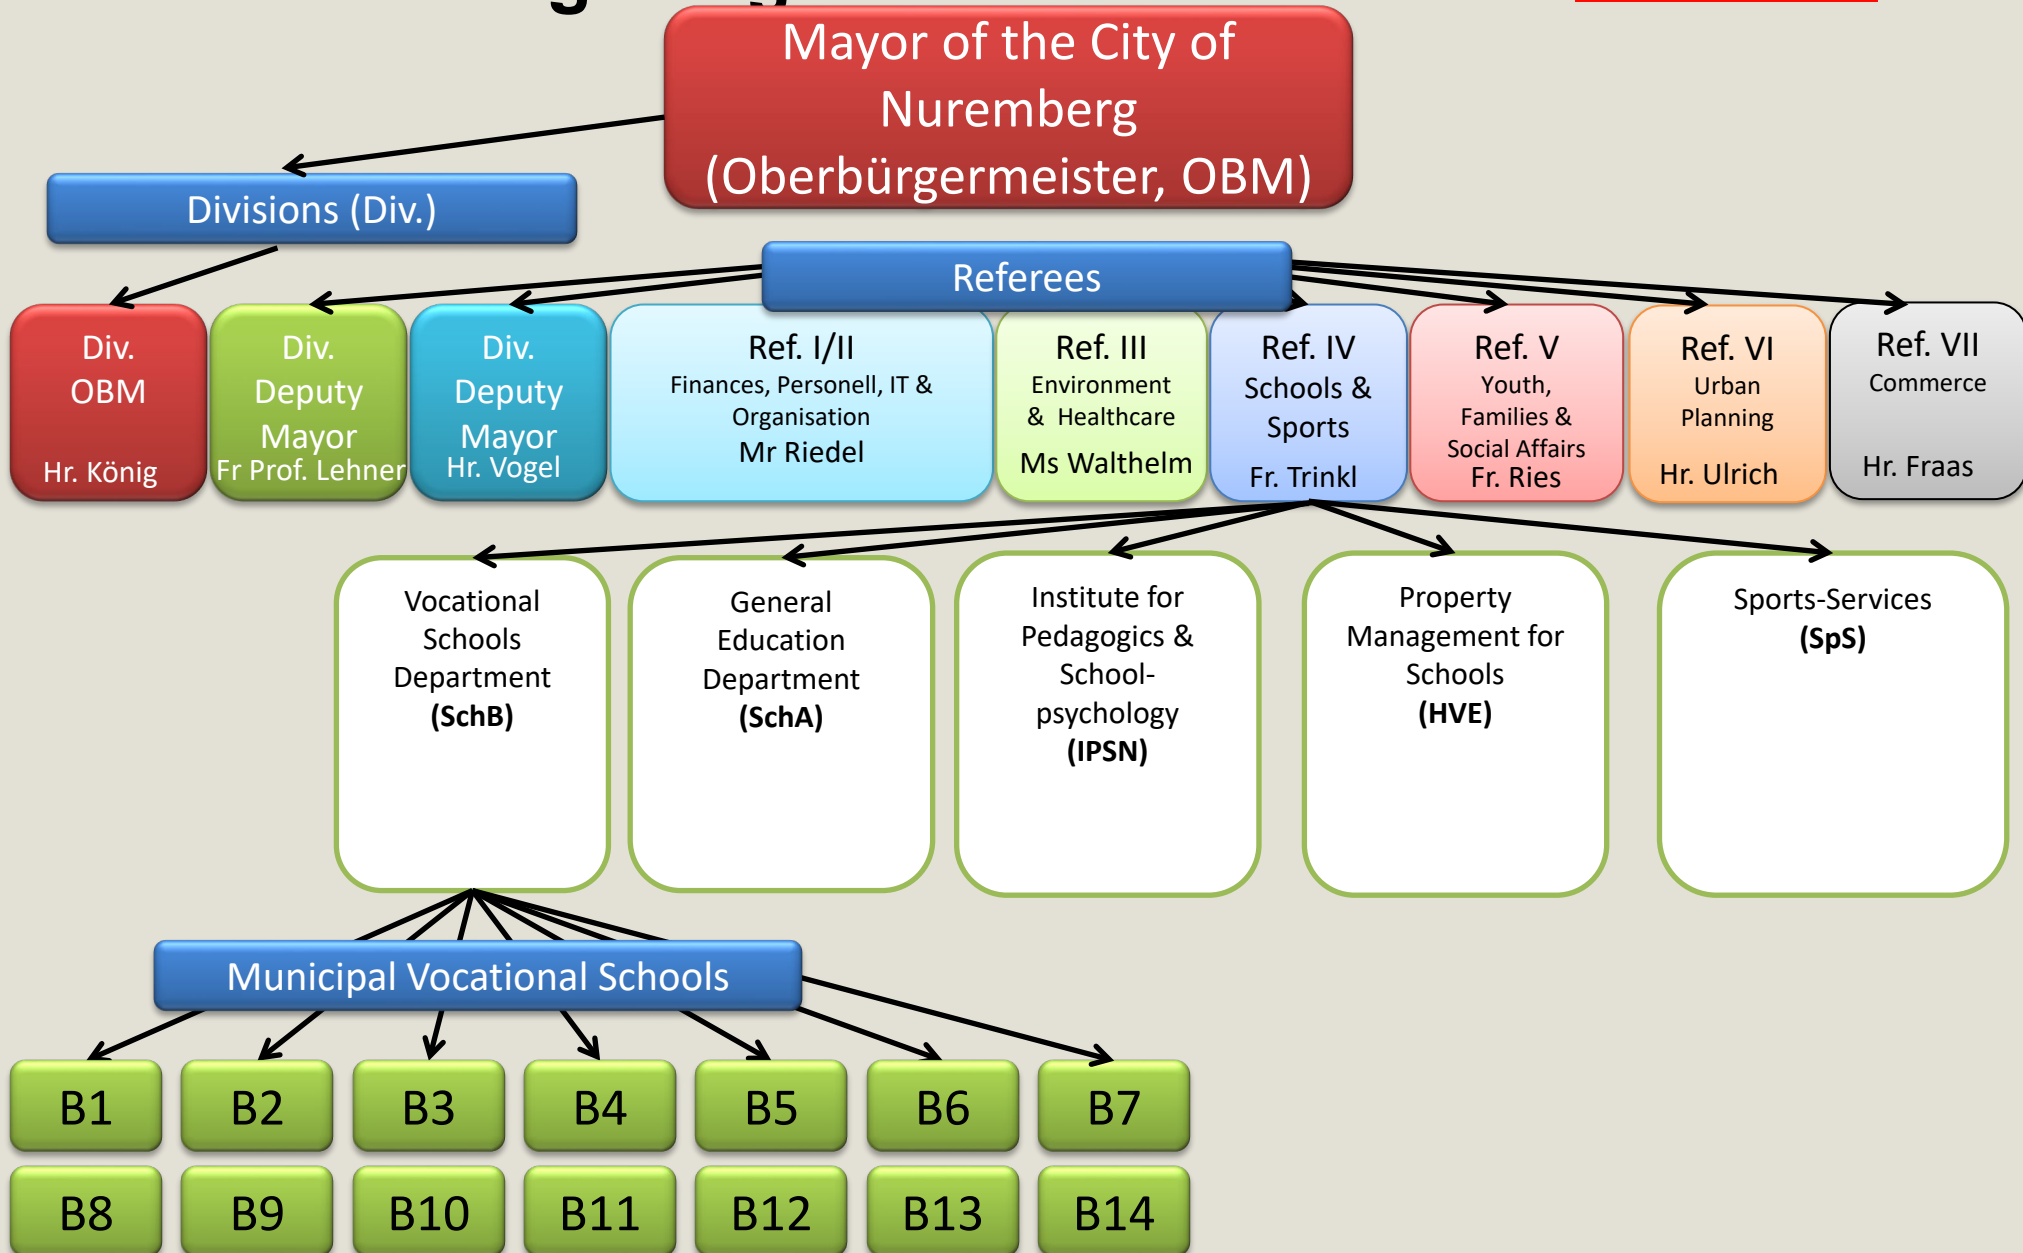 Mayor of the City of
Nuremberg
(Oberbürgermeister, OBM)
Divisions (Div.)
Referees
Div.
OBM
Hr. König
Div.
Deputy
Mayor
Fr Prof. Lehner
Div.
Deputy
Mayor
Hr. Vogel
Ref. I/II
Finances, Personell, IT &
Organisation
Mr Riedel
Ref. III
Environment
& Healthcare
Ms Walthelm
Ref. IV
Schools &
Sports
Fr. Trinkl
Ref. V
Youth,
Families &
Social Affairs
Fr. Ries
Ref. VI
Urban
Planning
Hr. Ulrich
Ref. VII
Commerce
Hr. Fraas
Vocational
Schools
Department
(SchB)
General
Education
Department
(SchA)
Institute for
Pedagogics &
School-
psychology
(IPSN)
Property
Management for
Schools
(HVE)
Sports-Services
(SpS)
Municipal Vocational Schools
B1 B2 B3 B4 B5 B6 B7
B8 B9 B10 B11 B12 B13 B14